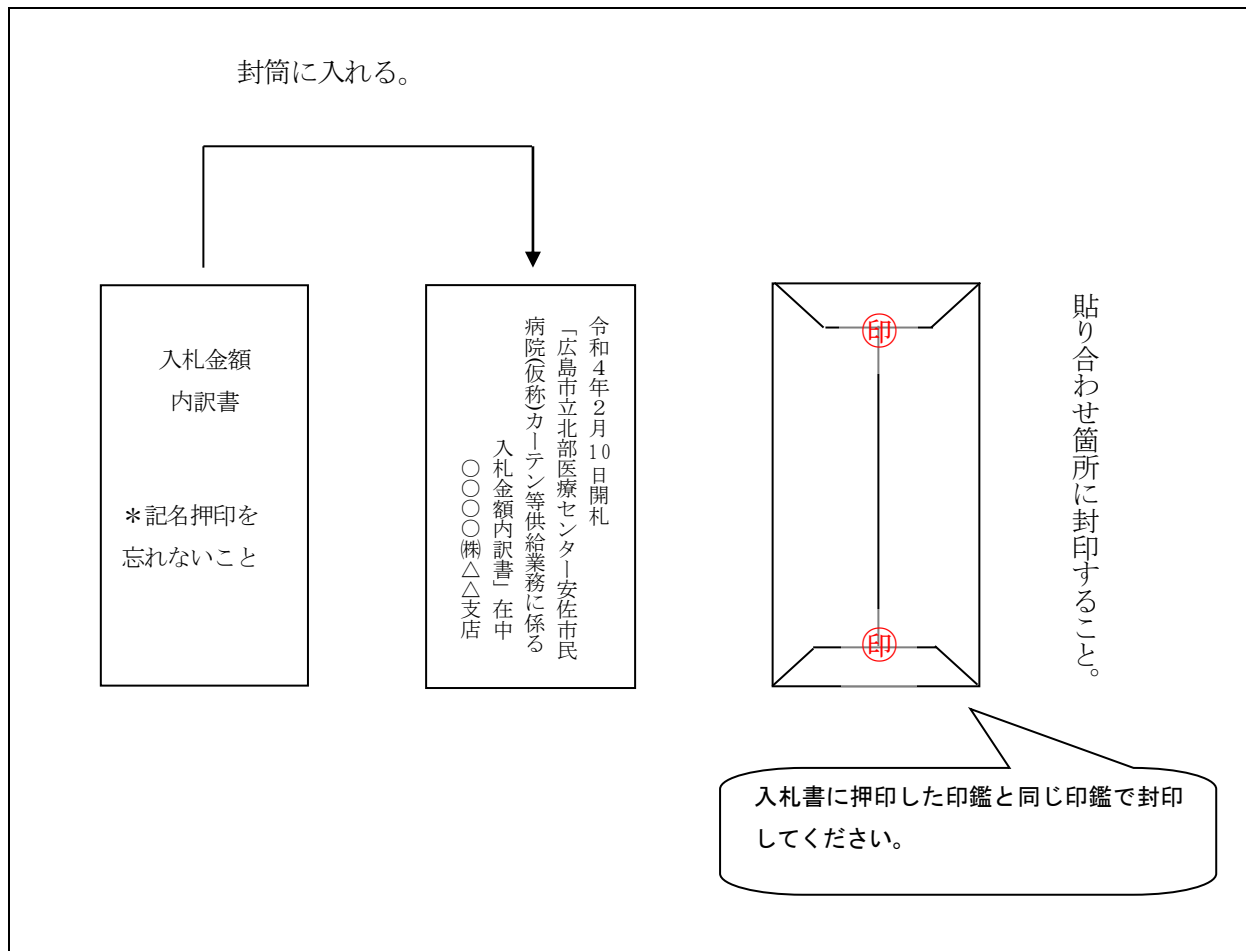 封筒に入れる。
入札金額
内訳書
＊記名押印を
忘れないこと
令和４年２月10日開札
「広島市立北部医療センター安佐市民
病院(仮称)カーテン等供給業務に係る
入札金額内訳書」在中
〇〇〇〇㈱△△支店
印
印
貼り合わせ箇所に封印すること。
入札書に押印した印鑑と同じ印鑑で封印
してください。